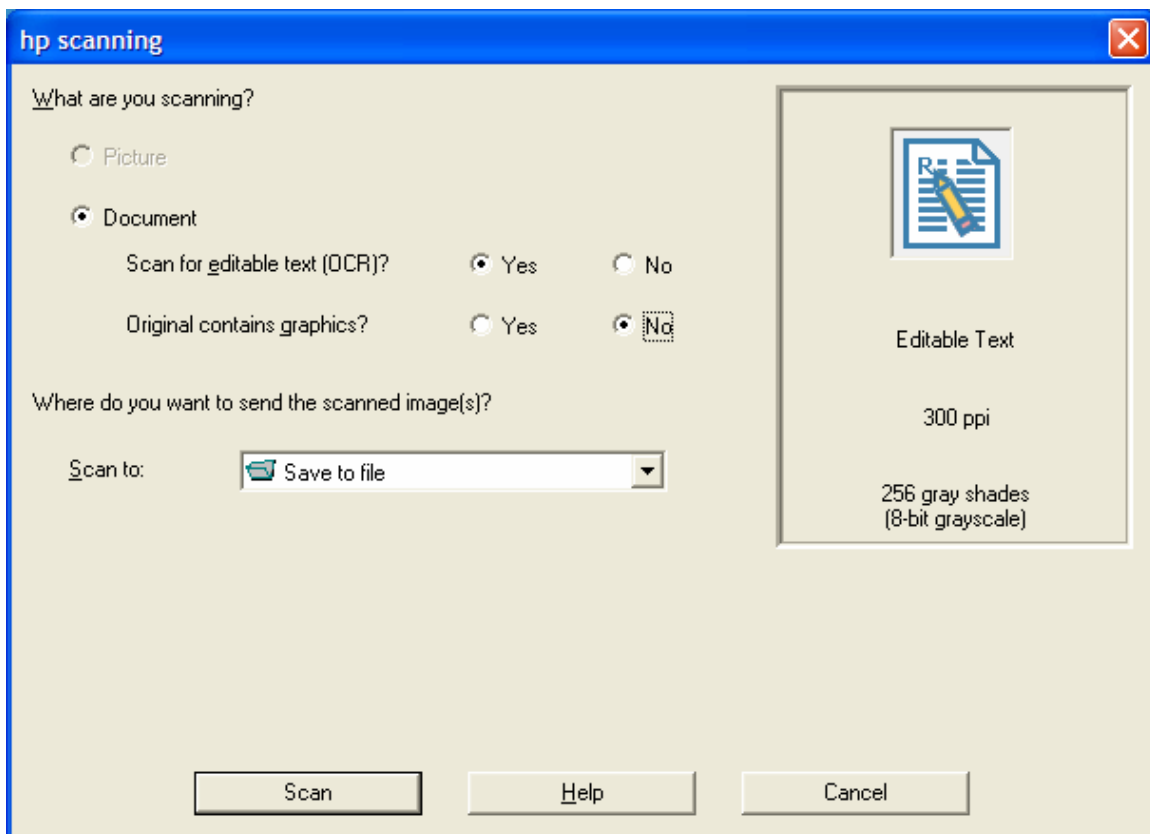 hp scanning
What are you scanning?
Picture
Document
Scan for editable text (OCR)? Yes No
Original contains graphics? Yes No
Where do you want to send the scanned image(s)?
Scan to: Save to file
R
Editable Text
300 ppi
256 gray shades
(8-bit grayscale)
Scan Help Cancel